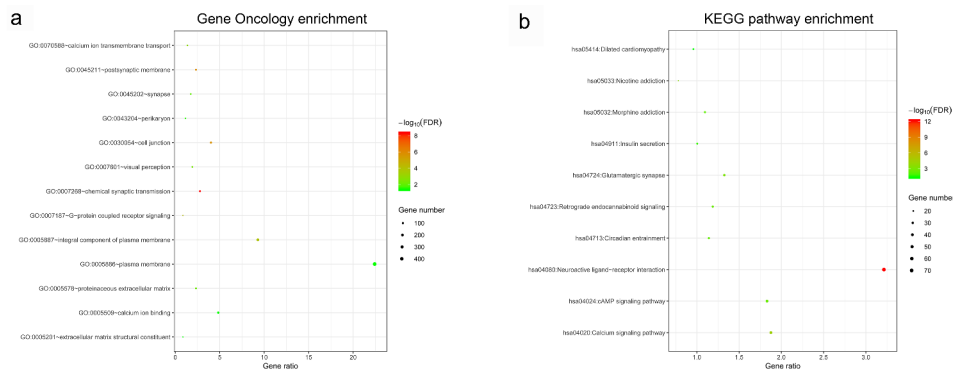 a
Gene Oncology enrichment
GO:0070588~calcium ion transmembrane transport
GO:0045211~postsynaptic membrane
GO:0045202~synapse
GO:0043204~perikaryon
GO:0030054~cell junction
GO:0007601~visual perception
GO:0007268~chemical synaptic transmission
GO:0007187~G-protein coupled receptor signaling
GO:0005887~integral component of plasma membrane
GO:0005886~plasma membrane
GO:0005578~proteinaceous extracellular matrix
GO:0005509~calcium ion binding
GO:0005201~extracellular matrix structural constituent
0 5 10 15 20
Gene ratio
−log10(FDR)
8
6
4
2
Gene number
100
200
300
400
b
KEGG pathway enrichment
hsa05414:Dilated cardiomyopathy
hsa05033:Nicotine addiction
hsa05032:Morphine addiction
hsa04911:Insulin secretion
hsa04724:Glutamatergic synapse
hsa04723:Retrograde endocannabinoid signaling
hsa04713:Circadian entrainment
hsa04080:Neuroactive ligand−receptor interaction
hsa04024:cAMP signaling pathway
hsa04020:Calcium signaling pathway
1.0 1.5 2.0 2.5 3.0
Gene ratio
−log10(FDR)
12
9
6
3
Gene number
20
30
40
50
60
70